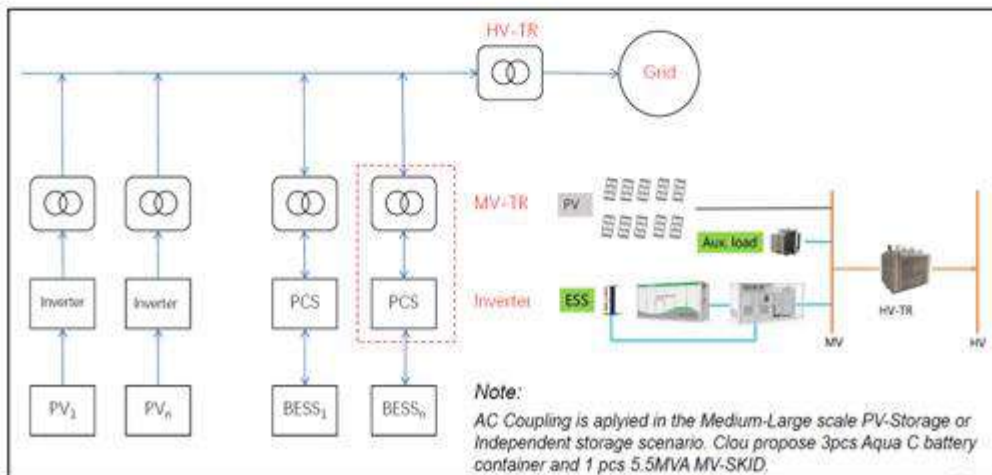 HV-TR
Grid
MV-TR
PV
Aux. load
Inverter
Inverter
PCS
PCS
Inverter
ESS
HV-TR
MV
HV
PV₁
PVₙ
BESS₁
BESSₙ
Note:
AC Coupling is aplyied in the Medium-Large scale PV-Storage or
Independent storage scenario. Clou propose 3pcs Aqua C battery
container and 1 pcs 5.5MVA MV-SKID